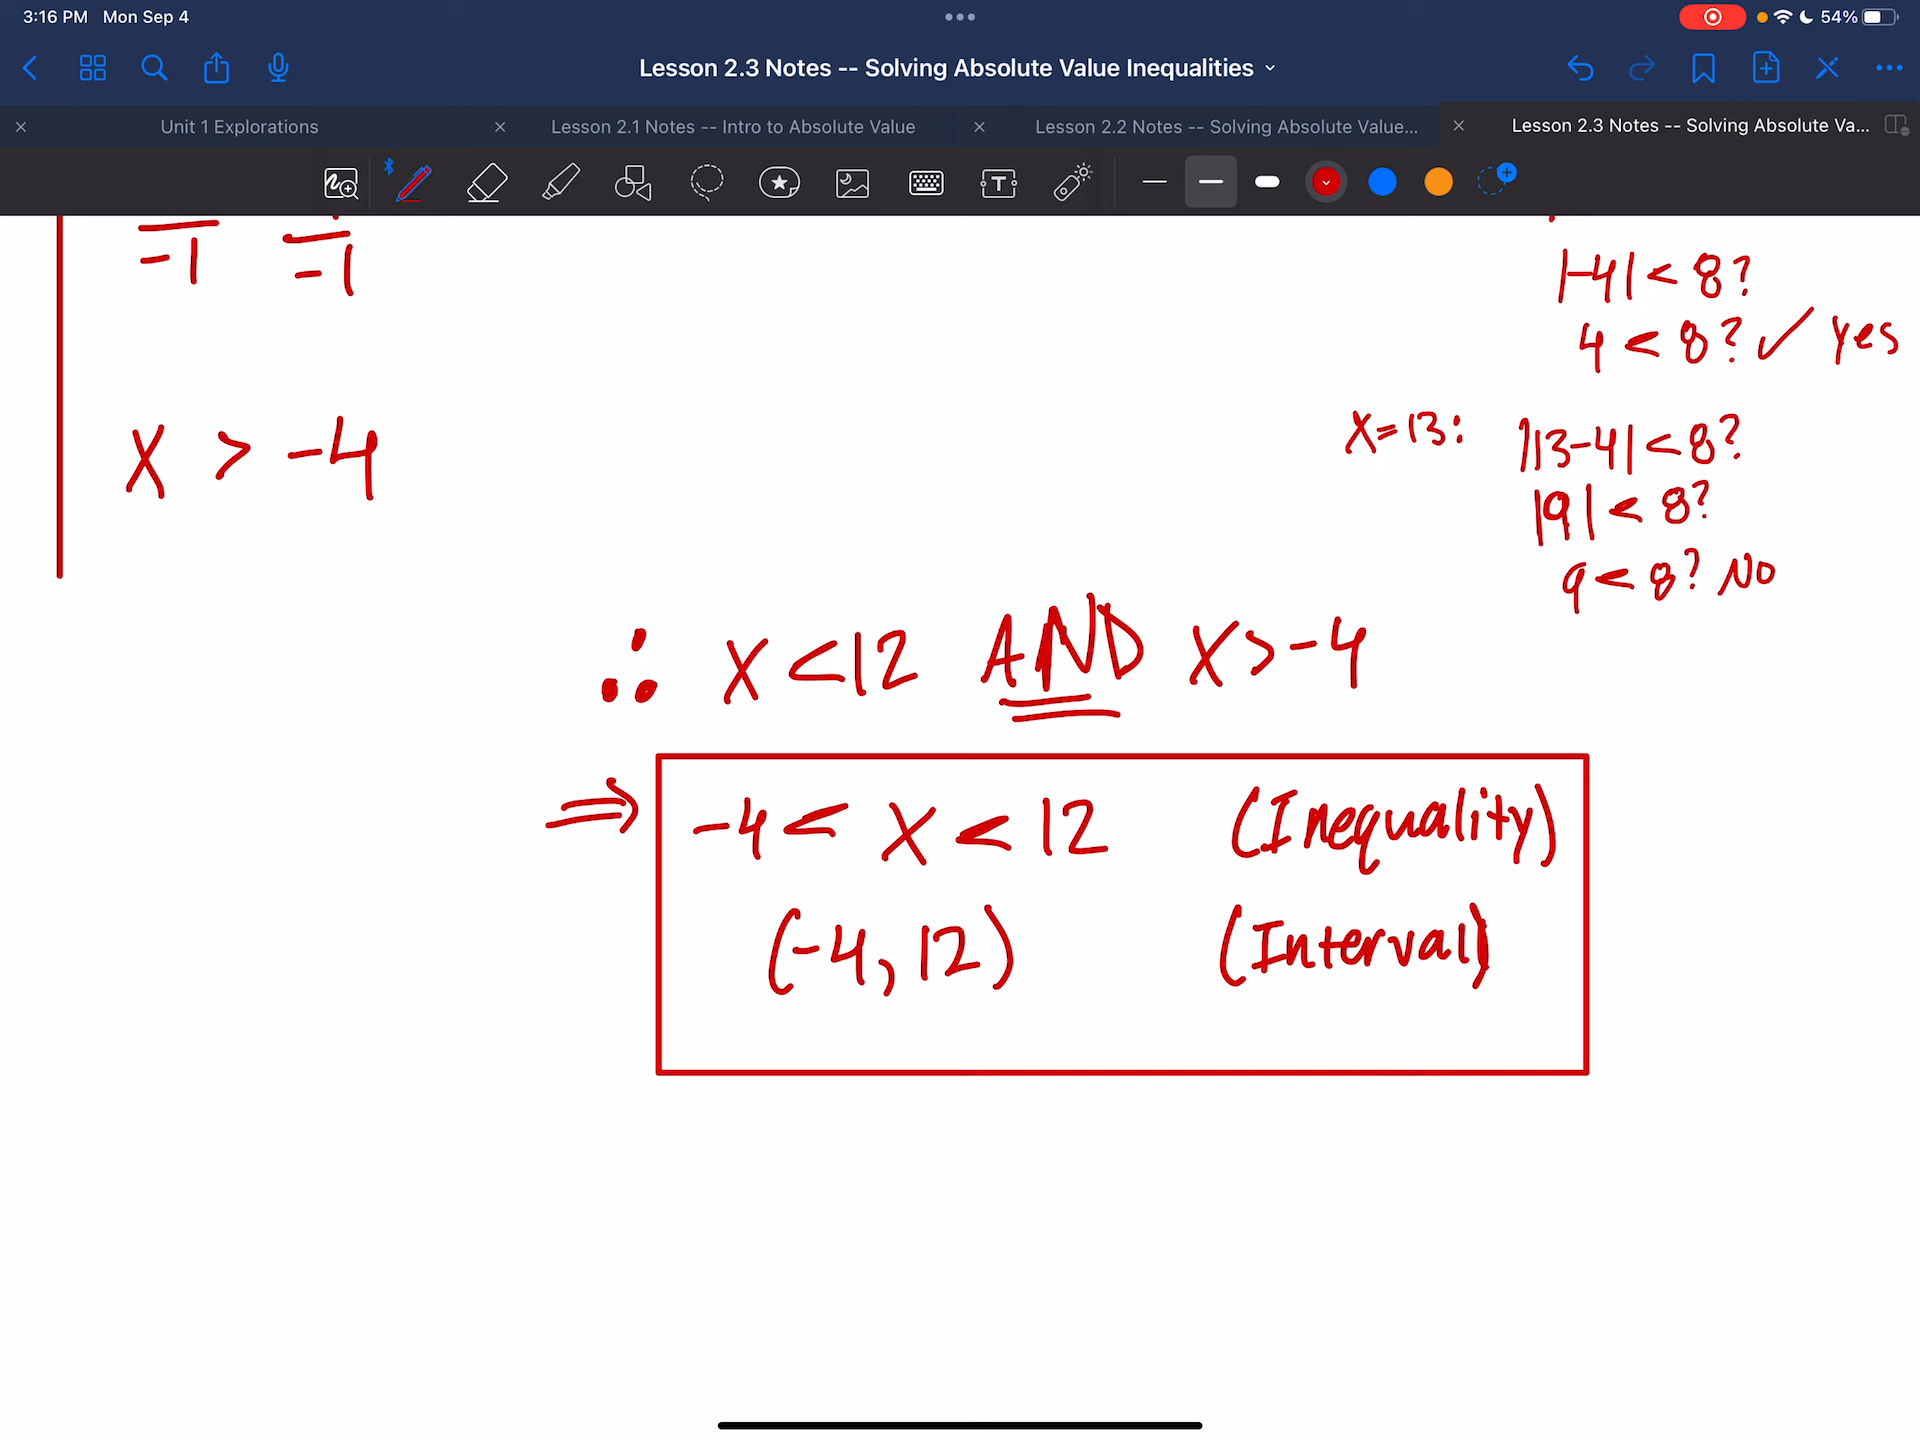 3:16 PM Mon Sep 4
54%
Lesson 2.3 Notes -- Solving Absolute Value Inequalities
Unit 1 Explorations
Lesson 2.1 Notes -- Intro to Absolute Value
Lesson 2.2 Notes -- Solving Absolute Value...
Lesson 2.3 Notes -- Solving Absolute Va...
-1 -1
x > -4
|-4| < 8?
4 < 8? ✓ Yes
x=13: |13-4| < 8?
|9| < 8?
9 < 8? No
∴ x < 12 AND x > -4
⇒ -4 < x < 12 (Inequality)
(-4, 12) (Interval)